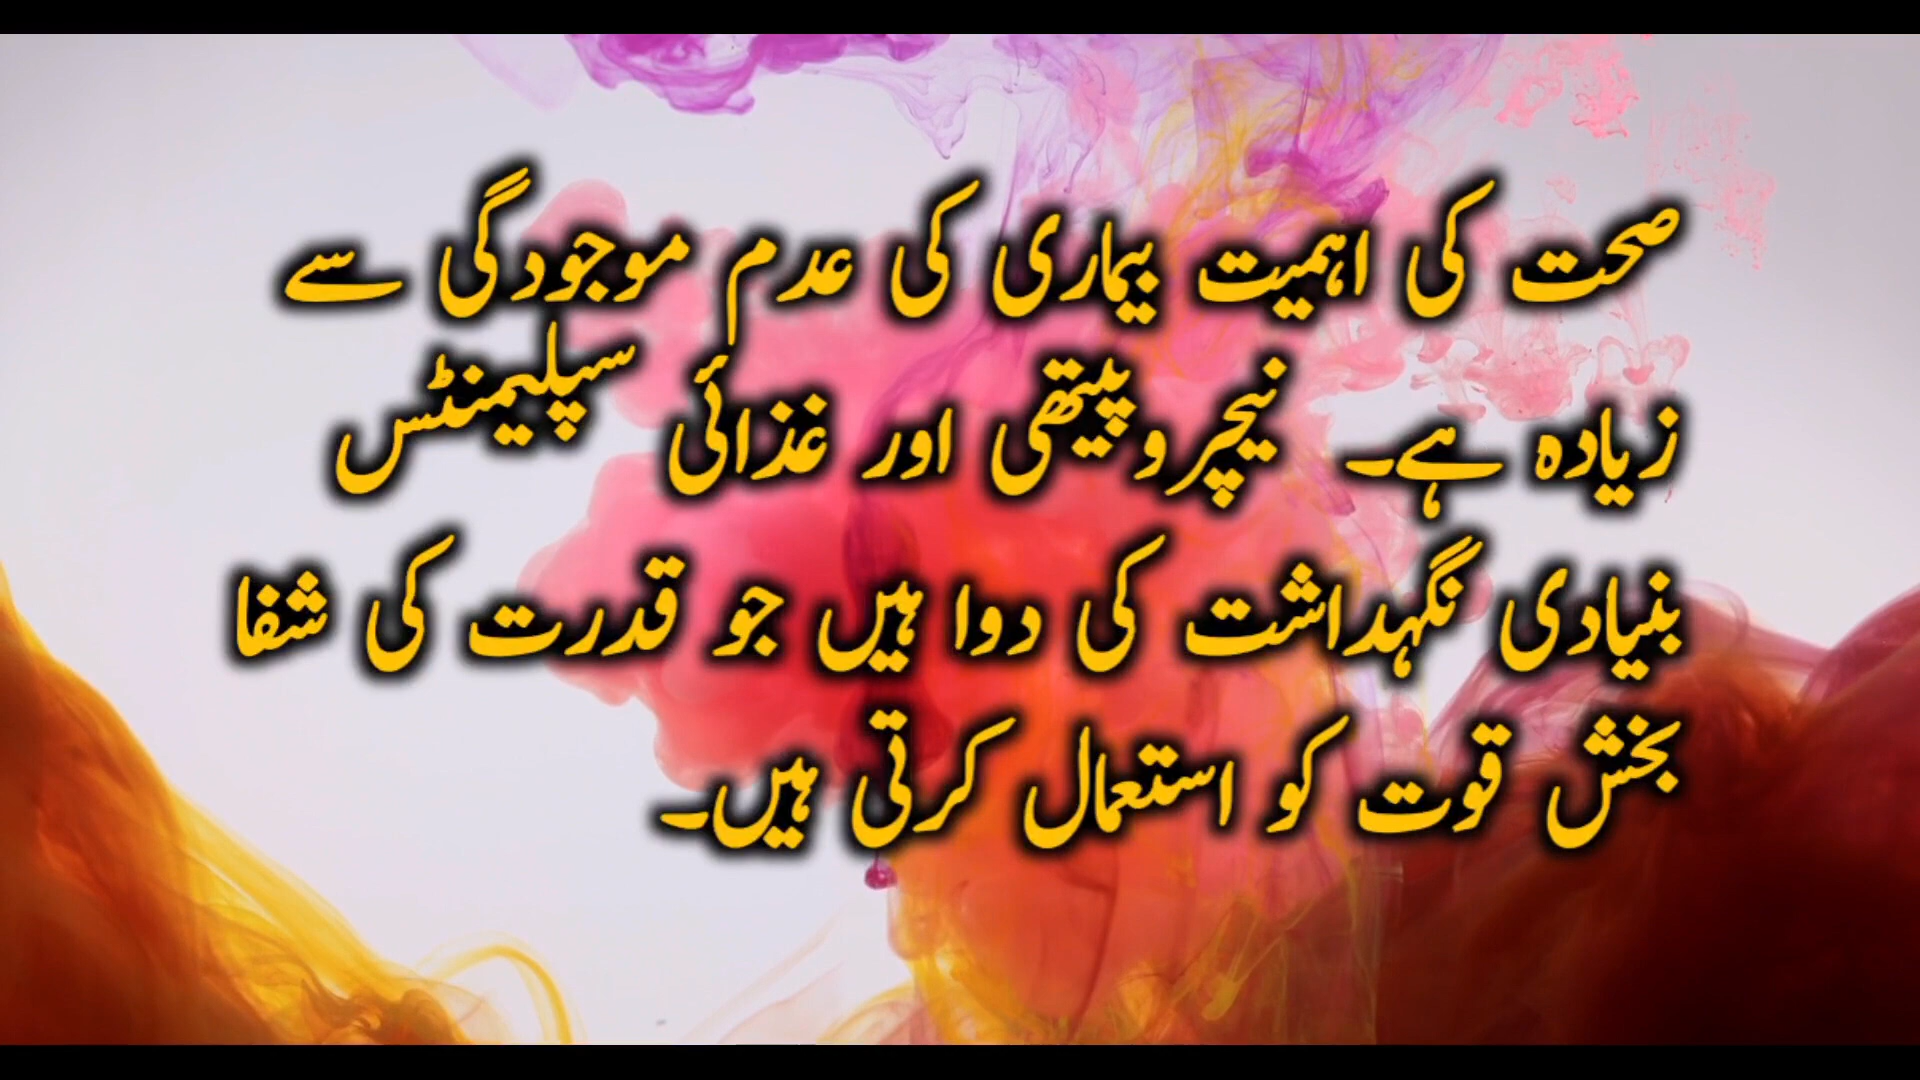 صحت کی اہمیت بیماری کی عدم موجودگی سے
زیادہ ہے۔ نیچروپیتھی اور غذائی سپلیمنٹس
بنیادی نگہداشت کی دوا ہیں جو قدرت کی شفا
بخش قوت کو استعمال کرتی ہیں۔